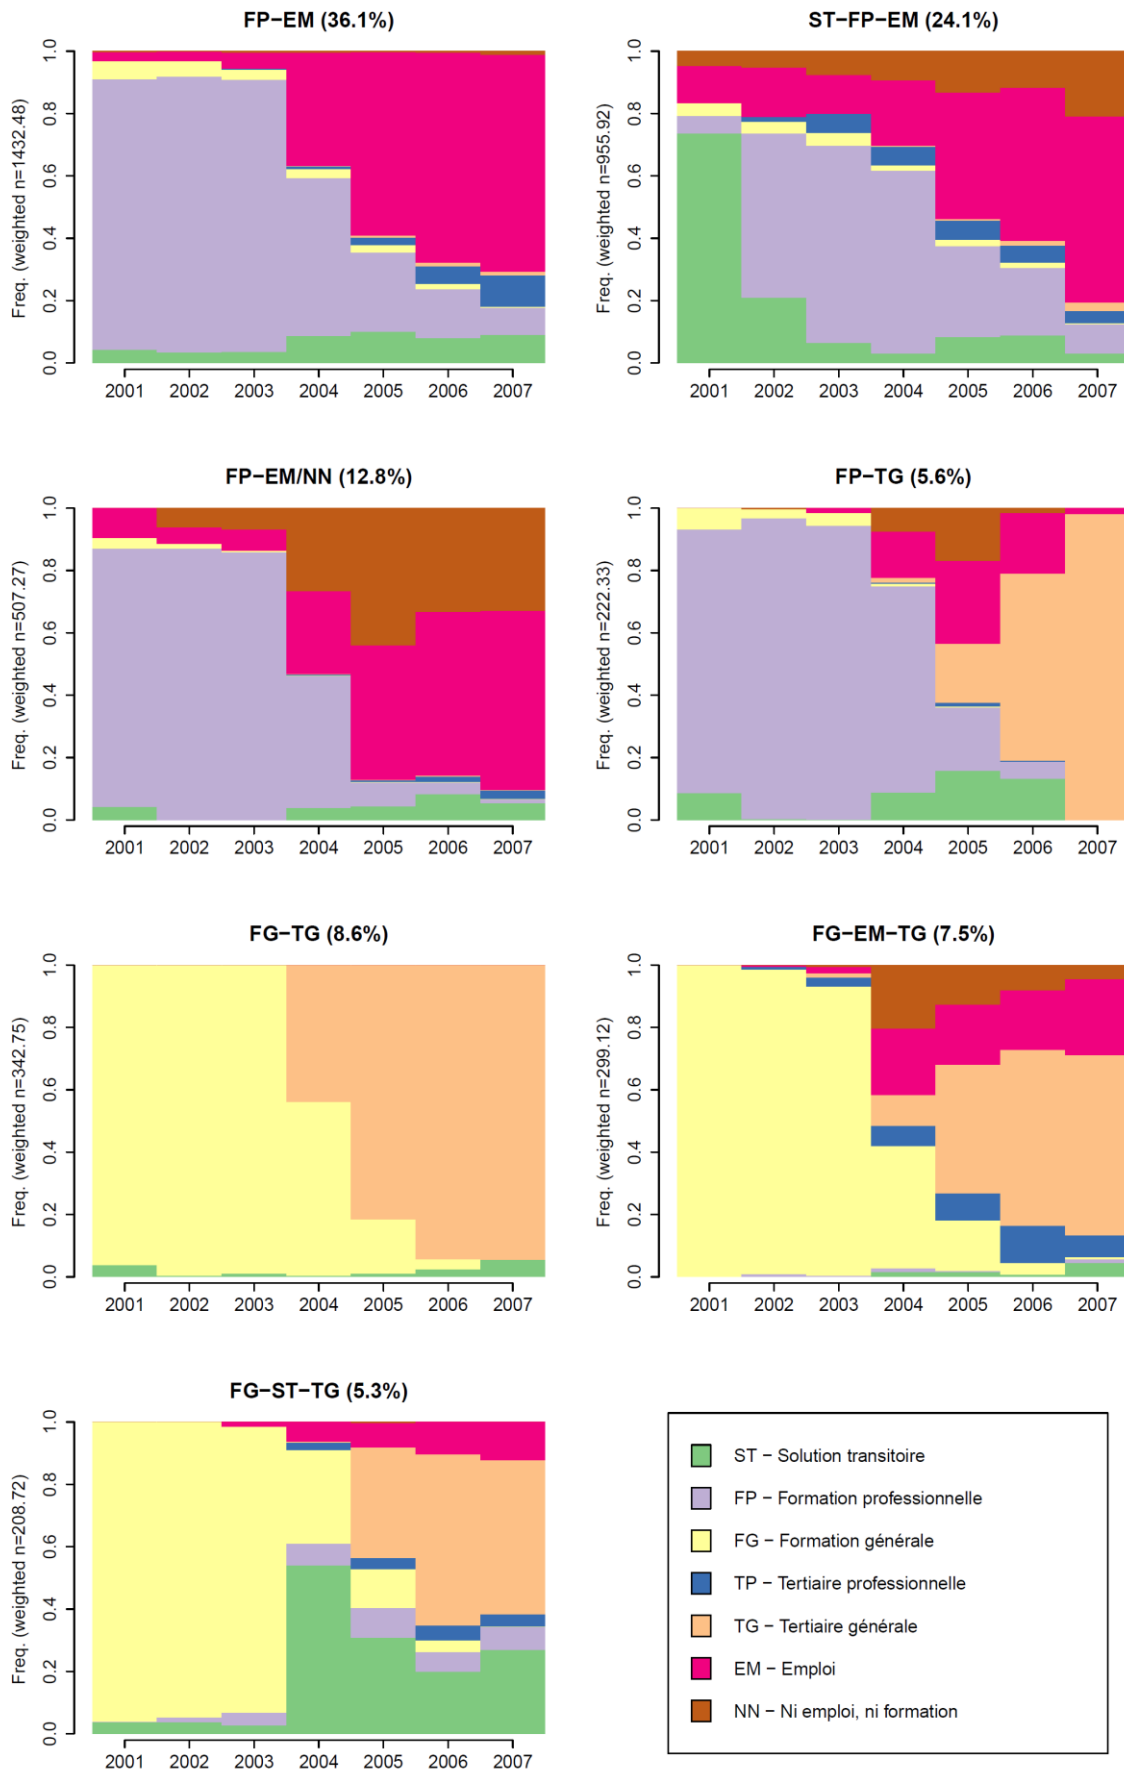 FP−EM (36.1%)
Freq. (weighted n=1432.48)
0.0 0.2 0.4 0.6 0.8 1.0
2001 2002 2003 2004 2005 2006 2007
ST−FP−EM (24.1%)
Freq. (weighted n=955.92)
0.0 0.2 0.4 0.6 0.8 1.0
2001 2002 2003 2004 2005 2006 2007
FP−EM/NN (12.8%)
Freq. (weighted n=507.27)
0.0 0.2 0.4 0.6 0.8 1.0
2001 2002 2003 2004 2005 2006 2007
FP−TG (5.6%)
Freq. (weighted n=222.33)
0.0 0.2 0.4 0.6 0.8 1.0
2001 2002 2003 2004 2005 2006 2007
FG−TG (8.6%)
Freq. (weighted n=342.75)
0.0 0.2 0.4 0.6 0.8 1.0
2001 2002 2003 2004 2005 2006 2007
FG−EM−TG (7.5%)
Freq. (weighted n=299.12)
0.0 0.2 0.4 0.6 0.8 1.0
2001 2002 2003 2004 2005 2006 2007
FG−ST−TG (5.3%)
Freq. (weighted n=208.72)
0.0 0.2 0.4 0.6 0.8 1.0
2001 2002 2003 2004 2005 2006 2007
ST − Solution transitoire
FP − Formation professionnelle
FG − Formation générale
TP − Tertiaire professionnelle
TG − Tertiaire générale
EM − Emploi
NN − Ni emploi, ni formation